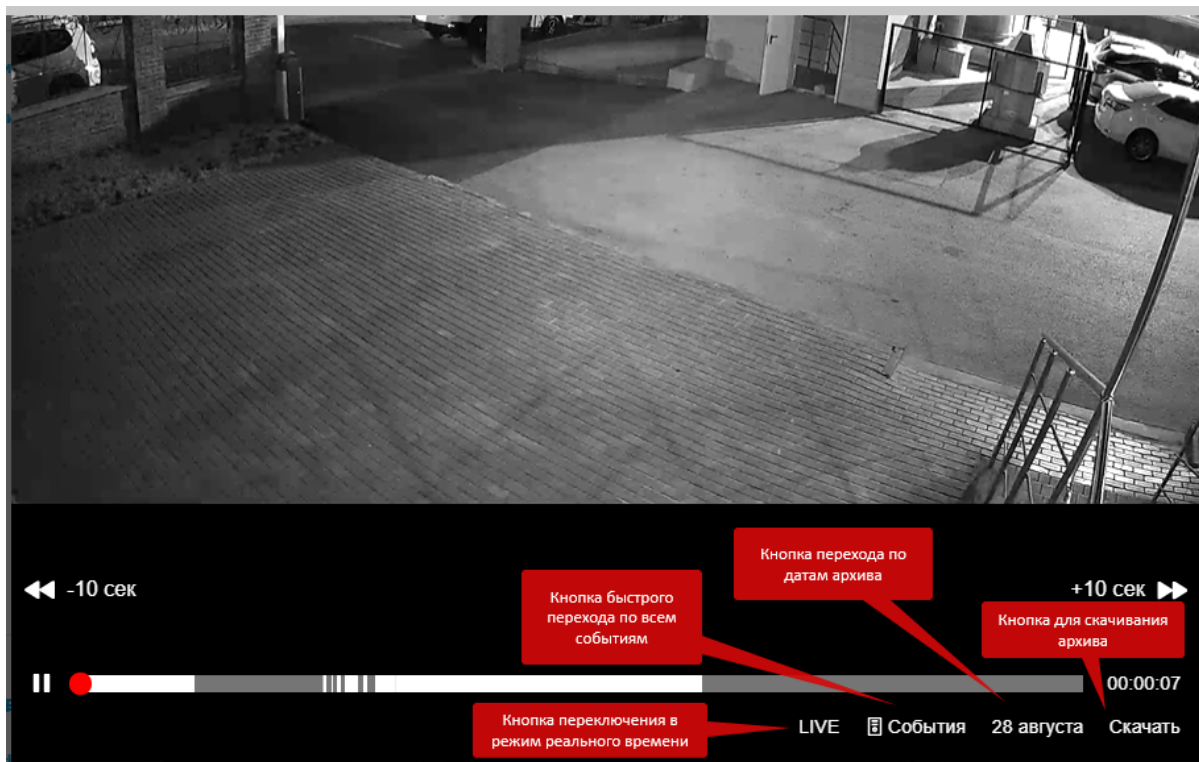 Кнопка перехода по
датам архива
-10 сек
Кнопка быстрого
перехода по всем
событиям
+10 сек
Кнопка для скачивания
архива
00:00:07
Кнопка переключения в
режим реального времени
LIVE
События
28 августа
Скачать